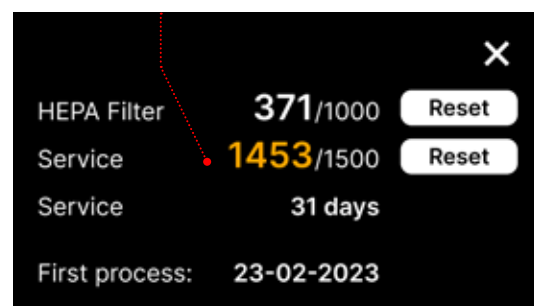 HEPA Filter 371/1000 Reset
Service 1453/1500 Reset
Service 31 days
First process: 23-02-2023